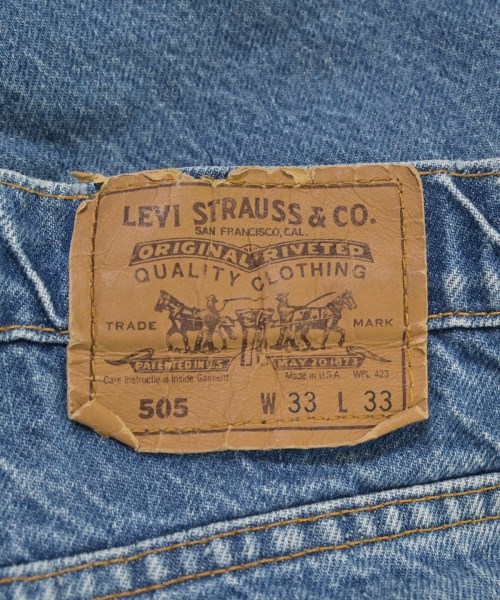 LEVI STRAUSS & CO.
SAN FRANCISCO, CAL.
ORIGINAL RIVETED
QUALITY CLOTHING
TRADE MARK
PATENTED IN U.S. MAY 20 1873
Care Instructions Inside Garment Made in U.S.A. WPL 423
505 W 33 L 33